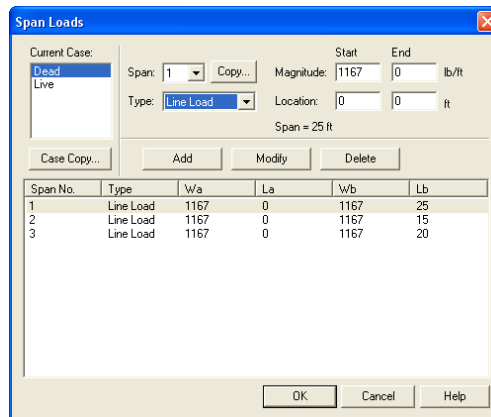 Span Loads
Current Case:
Dead
Live
Case Copy...
Span: 1 Copy...
Type: Line Load
Start End
Magnitude: 1167 0 lb/ft
Location: 0 0 ft
Span = 25 ft
Add Modify Delete
Span No. Type Wa La Wb Lb
1 Line Load 1167 0 1167 25
2 Line Load 1167 0 1167 15
3 Line Load 1167 0 1167 20
OK Cancel Help